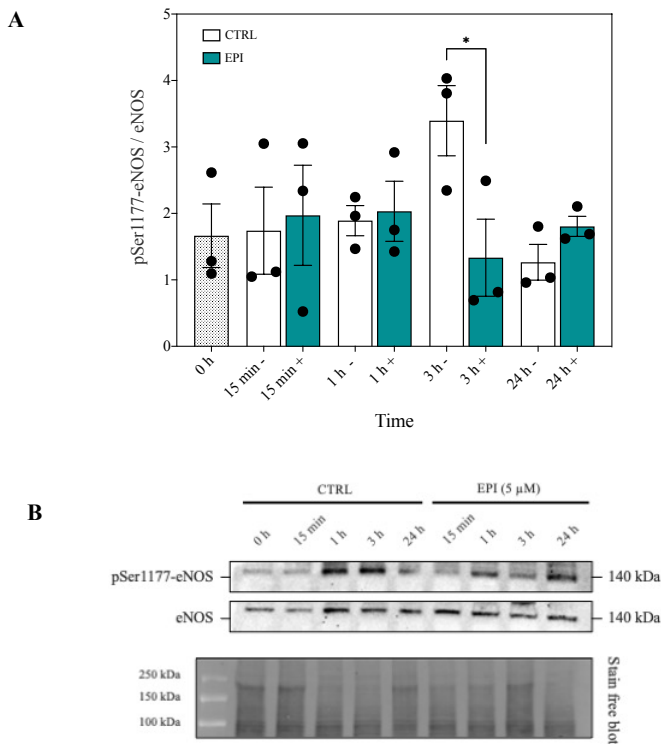 A
5
4
3
2
1
0
pSer1177-eNOS / eNOS
CTRL
EPI
*
0 h
15 min -
15 min +
1 h -
1 h +
3 h -
3 h +
24 h -
24 h +
Time
B
CTRL EPI (5 µM)
0 h 15 min 1 h 3 h 24 h 15 min 1 h 3 h 24 h
pSer1177-eNOS 140 kDa
eNOS 140 kDa
250 kDa
150 kDa
100 kDa
Stain free blot